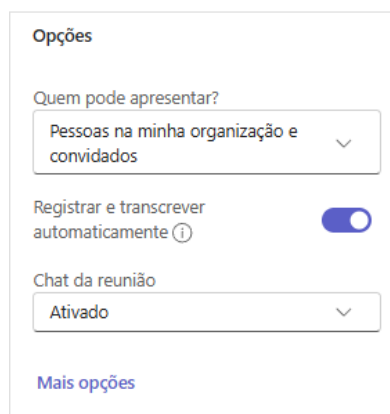 Opções
Quem pode apresentar?
Pessoas na minha organização e
convidados
Registrar e transcrever
automaticamente
Chat da reunião
Ativado
Mais opções